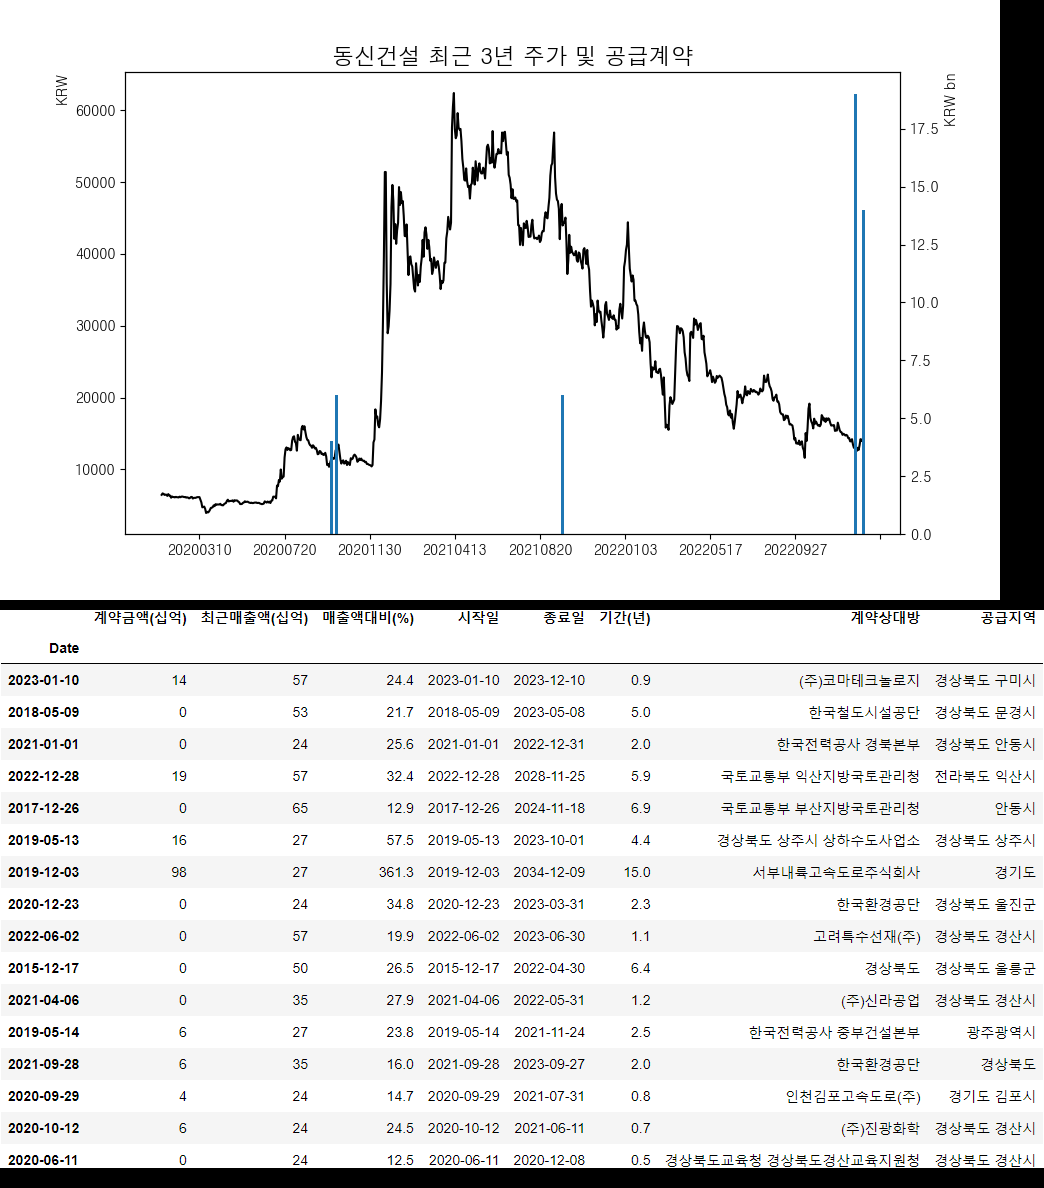 동신건설 최근 3년 주가 및 공급계약
KRW
KRW bn
60000
50000
40000
30000
20000
10000
17.5
15.0
12.5
10.0
7.5
5.0
2.5
0.0
20200310 20200720 20201130 20210413 20210820 20220103 20220517 20220927
계약금액(십억) 최근매출액(십억) 매출액대비(%) 시작일 종료일 기간(년) 계약상대방 공급지역
Date
2023-01-10 14 57 24.4 2023-01-10 2023-12-10 0.9 (주)코마테크놀로지 경상북도 구미시
2018-05-09 0 53 21.7 2018-05-09 2023-05-08 5.0 한국철도시설공단 경상북도 문경시
2021-01-01 0 24 25.6 2021-01-01 2022-12-31 2.0 한국전력공사 경북본부 경상북도 안동시
2022-12-28 19 57 32.4 2022-12-28 2028-11-25 5.9 국토교통부 익산지방국토관리청 전라북도 익산시
2017-12-26 0 65 12.9 2017-12-26 2024-11-18 6.9 국토교통부 부산지방국토관리청 안동시
2019-05-13 16 27 57.5 2019-05-13 2023-10-01 4.4 경상북도 상주시 상하수도사업소 경상북도 상주시
2019-12-03 98 27 361.3 2019-12-03 2034-12-09 15.0 서부내륙고속도로주식회사 경기도
2020-12-23 0 24 34.8 2020-12-23 2023-03-31 2.3 한국환경공단 경상북도 울진군
2022-06-02 0 57 19.9 2022-06-02 2023-06-30 1.1 고려특수선재(주) 경상북도 경산시
2015-12-17 0 50 26.5 2015-12-17 2022-04-30 6.4 경상북도 경상북도 울릉군
2021-04-06 0 35 27.9 2021-04-06 2022-05-31 1.2 (주)신라공업 경상북도 경산시
2019-05-14 6 27 23.8 2019-05-14 2021-11-24 2.5 한국전력공사 중부건설본부 광주광역시
2021-09-28 6 35 16.0 2021-09-28 2023-09-27 2.0 한국환경공단 경상북도
2020-09-29 4 24 14.7 2020-09-29 2021-07-31 0.8 인천김포고속도로(주) 경기도 김포시
2020-10-12 6 24 24.5 2020-10-12 2021-06-11 0.7 (주)진광화학 경상북도 경산시
2020-06-11 0 24 12.5 2020-06-11 2020-12-08 0.5 경상북도교육청 경상북도경산교육지원청 경상북도 경산시